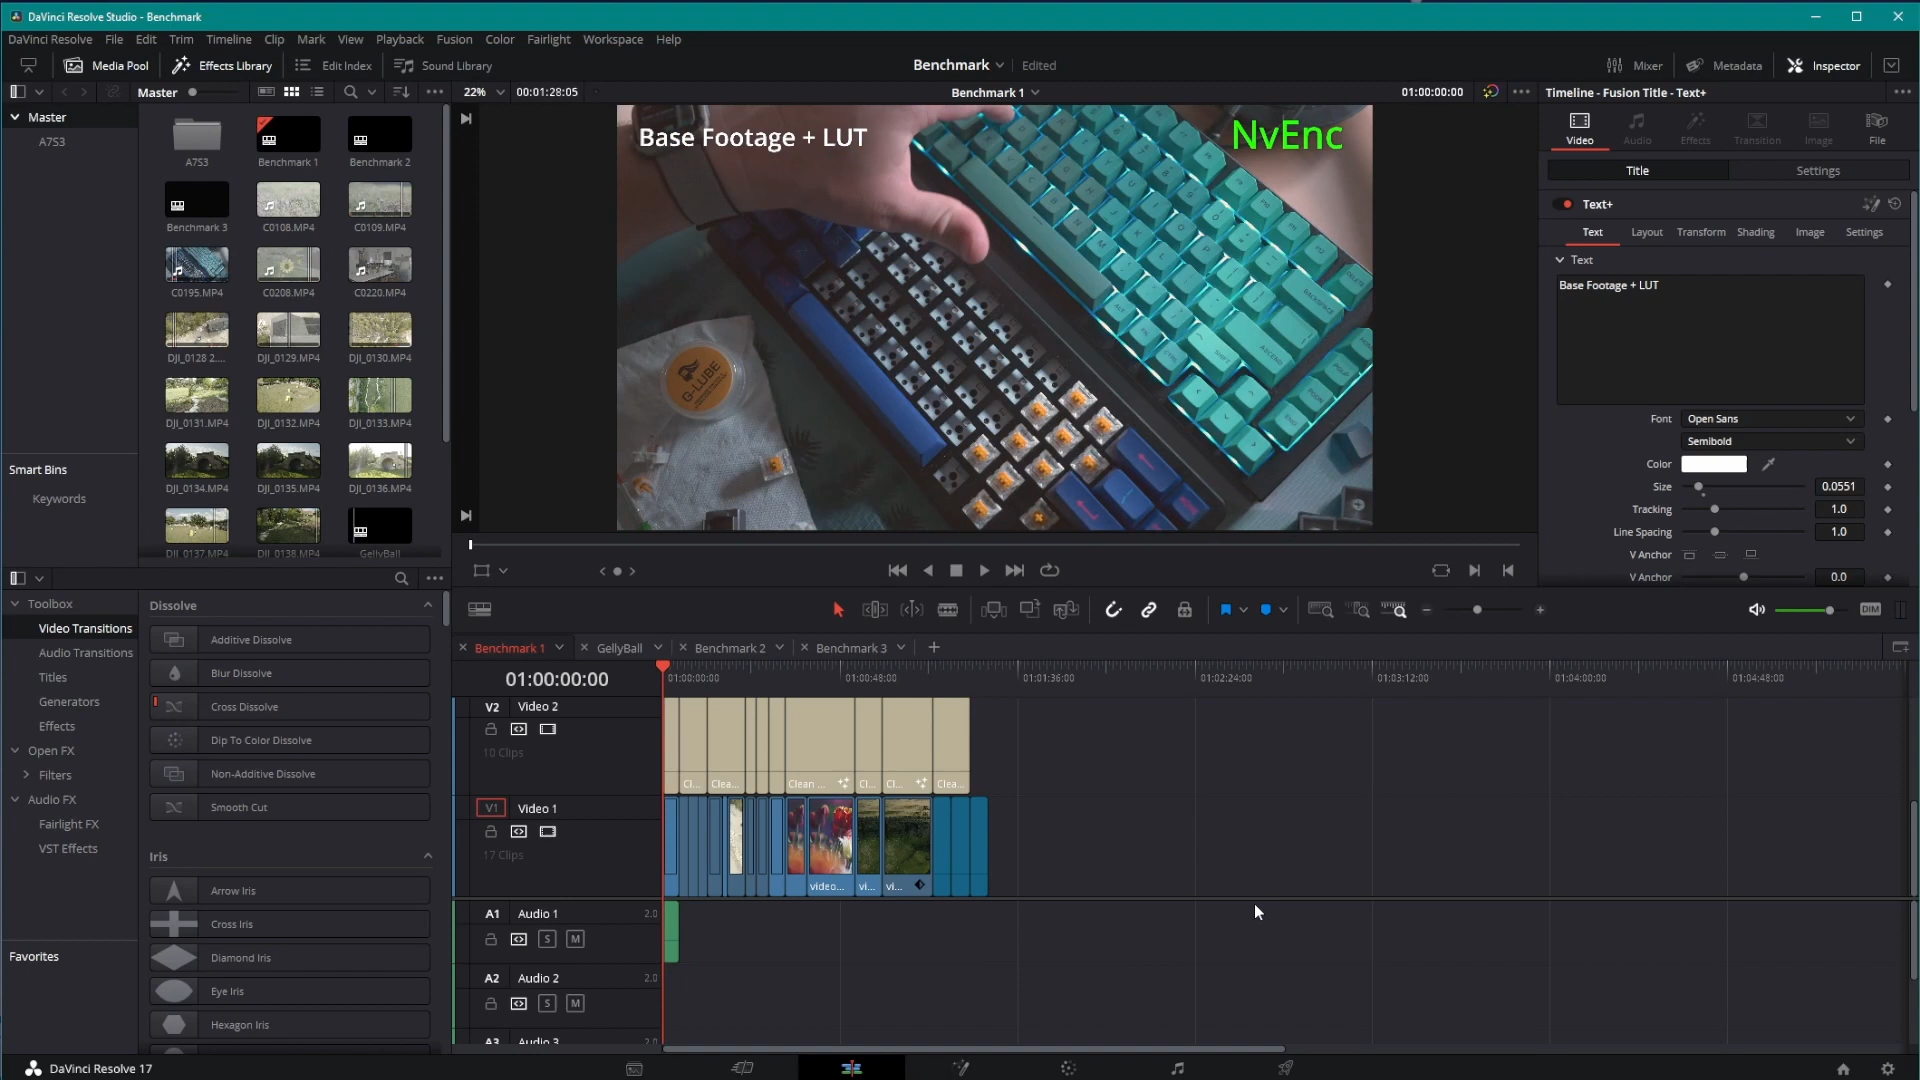 DaVinci Resolve Studio - Benchmark
DaVinci Resolve File Edit Trim Timeline Clip Mark View Playback Fusion Color Fairlight Workspace Help
Media Pool Effects Library Edit Index Sound Library
Benchmark Edited
Mixer Metadata Inspector
Master
22% 00:01:28:05
Benchmark 1
01:00:00:00
Timeline - Fusion Title - Text+
Master
A7S3
Smart Bins
Keywords
A7S3 Benchmark 1 Benchmark 2
Benchmark 3 C0108.MP4 C0109.MP4
C0195.MP4 C0208.MP4 C0220.MP4
DJI_0128 2.... DJI_0129.MP4 DJI_0130.MP4
DJI_0131.MP4 DJI_0132.MP4 DJI_0133.MP4
DJI_0134.MP4 DJI_0135.MP4 DJI_0136.MP4
DJI_0137.MP4 DJI_0138.MP4 GellyBall
Base Footage + LUT
NvEnc
G-LUBE
Video Audio Effects Transition Image File
Title Settings
Text+
Text Layout Transform Shading Image Settings
Text
Base Footage + LUT
Font Open Sans
Semibold
Color
Size 0.0551
Tracking 1.0
Line Spacing 1.0
V Anchor
V Anchor 0.0
DIM
Toolbox
Video Transitions
Audio Transitions
Titles
Generators
Effects
Open FX
Filters
Audio FX
Fairlight FX
VST Effects
Favorites
Dissolve
Additive Dissolve
Blur Dissolve
Cross Dissolve
Dip To Color Dissolve
Non-Additive Dissolve
Smooth Cut
Iris
Arrow Iris
Cross Iris
Diamond Iris
Eye Iris
Hexagon Iris
Benchmark 1 GellyBall Benchmark 2 Benchmark 3
01:00:00:00
01:00:00:00 01:00:48:00 01:01:36:00 01:02:24:00 01:03:12:00 01:04:00:00 01:04:48:00
V2 Video 2
10 Clips
Cl... Clea... Clean ... Cl... Cl... Clea...
V1 Video 1
17 Clips
video... vi... vi...
A1 Audio 1 2.0
S M
A2 Audio 2 2.0
S M
A3 Audio 3 2.0
DaVinci Resolve 17